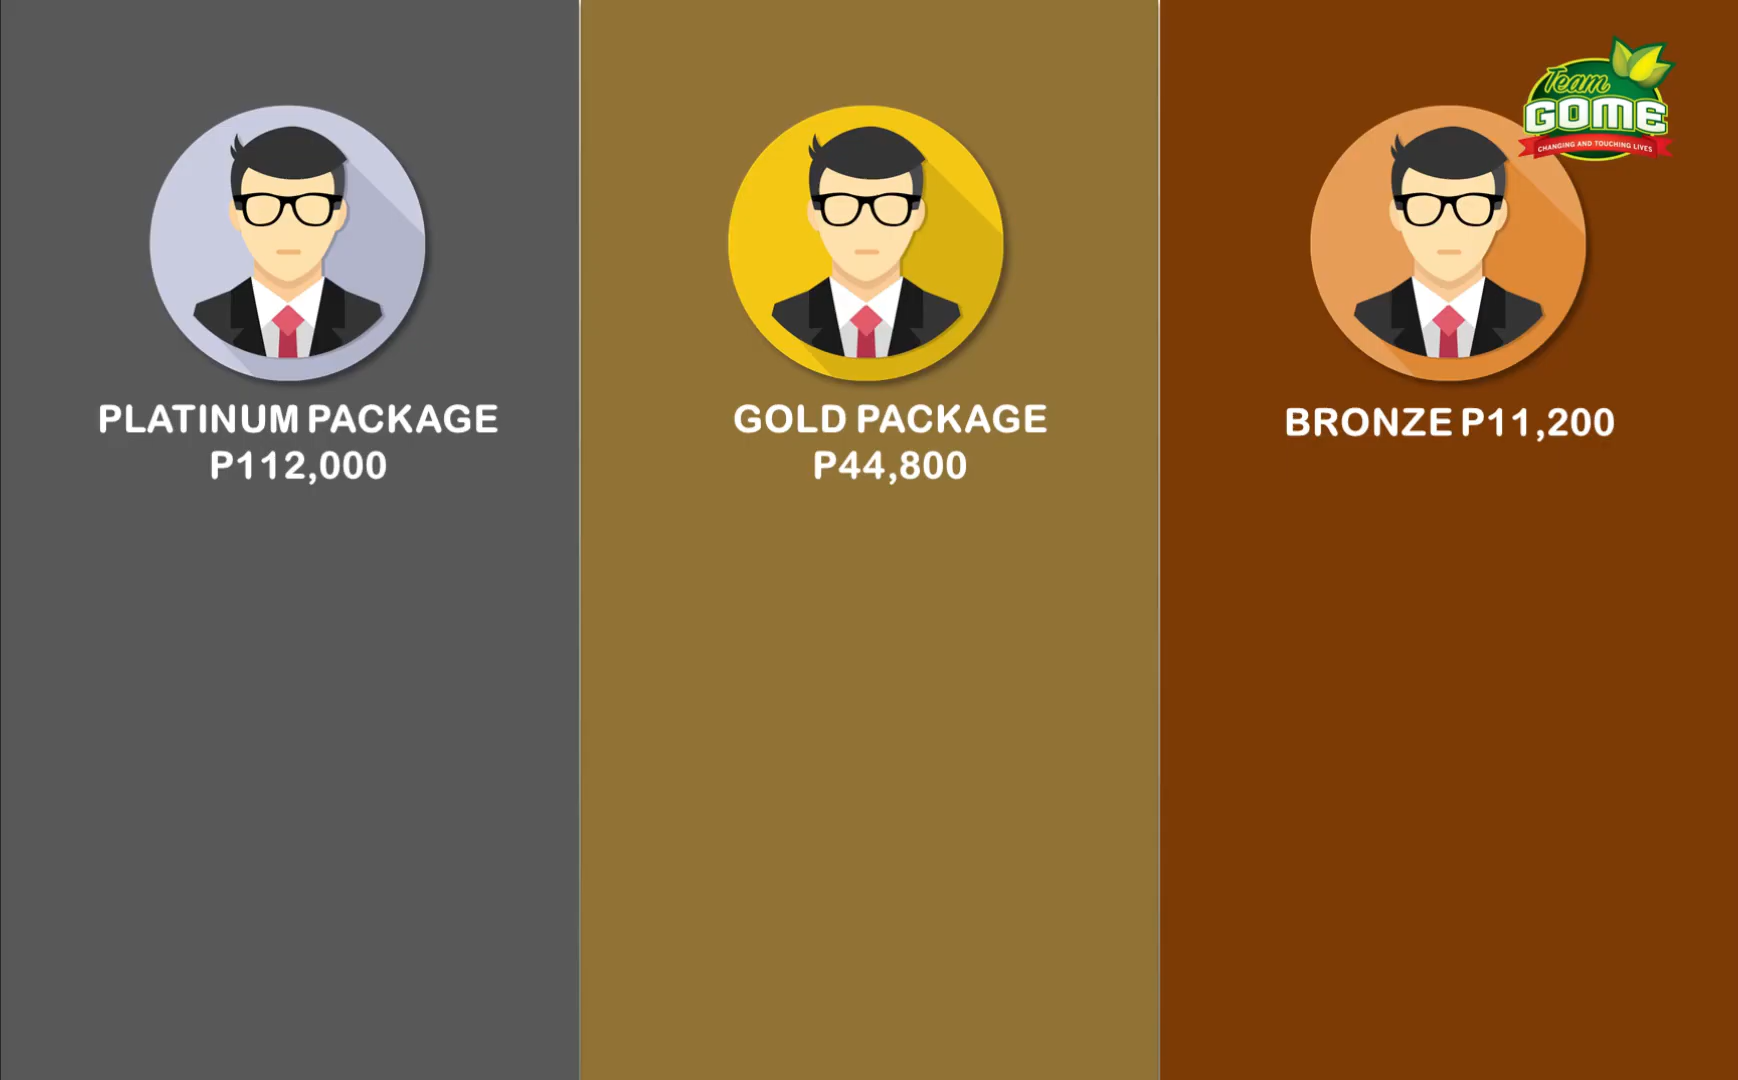 PLATINUM PACKAGE
P112,000
GOLD PACKAGE
P44,800
BRONZE P11,200
Team
GOME
CHANGING AND TOUCHING LIVES